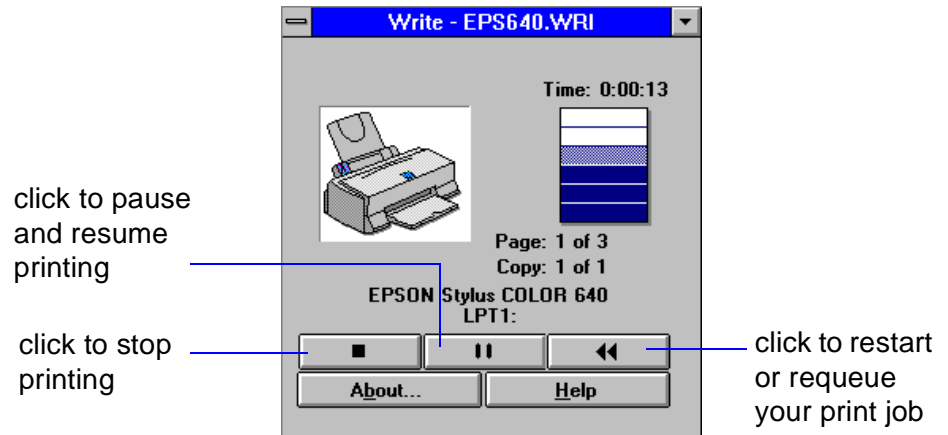 Write - EPS640.WRI
Time: 0:00:13
click to pause
and resume
printing
Page: 1 of 3
Copy: 1 of 1
EPSON Stylus COLOR 640
LPT1:
click to stop
printing
click to restart
or requeue
your print job
About...
Help